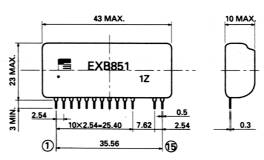 43 MAX.
10 MAX.
23 MAX.
EXB851
1Z
3 MIN.
2.54
10×2.54=25.40
7.62
0.5
2.54
0.3
① 35.56 ⑮